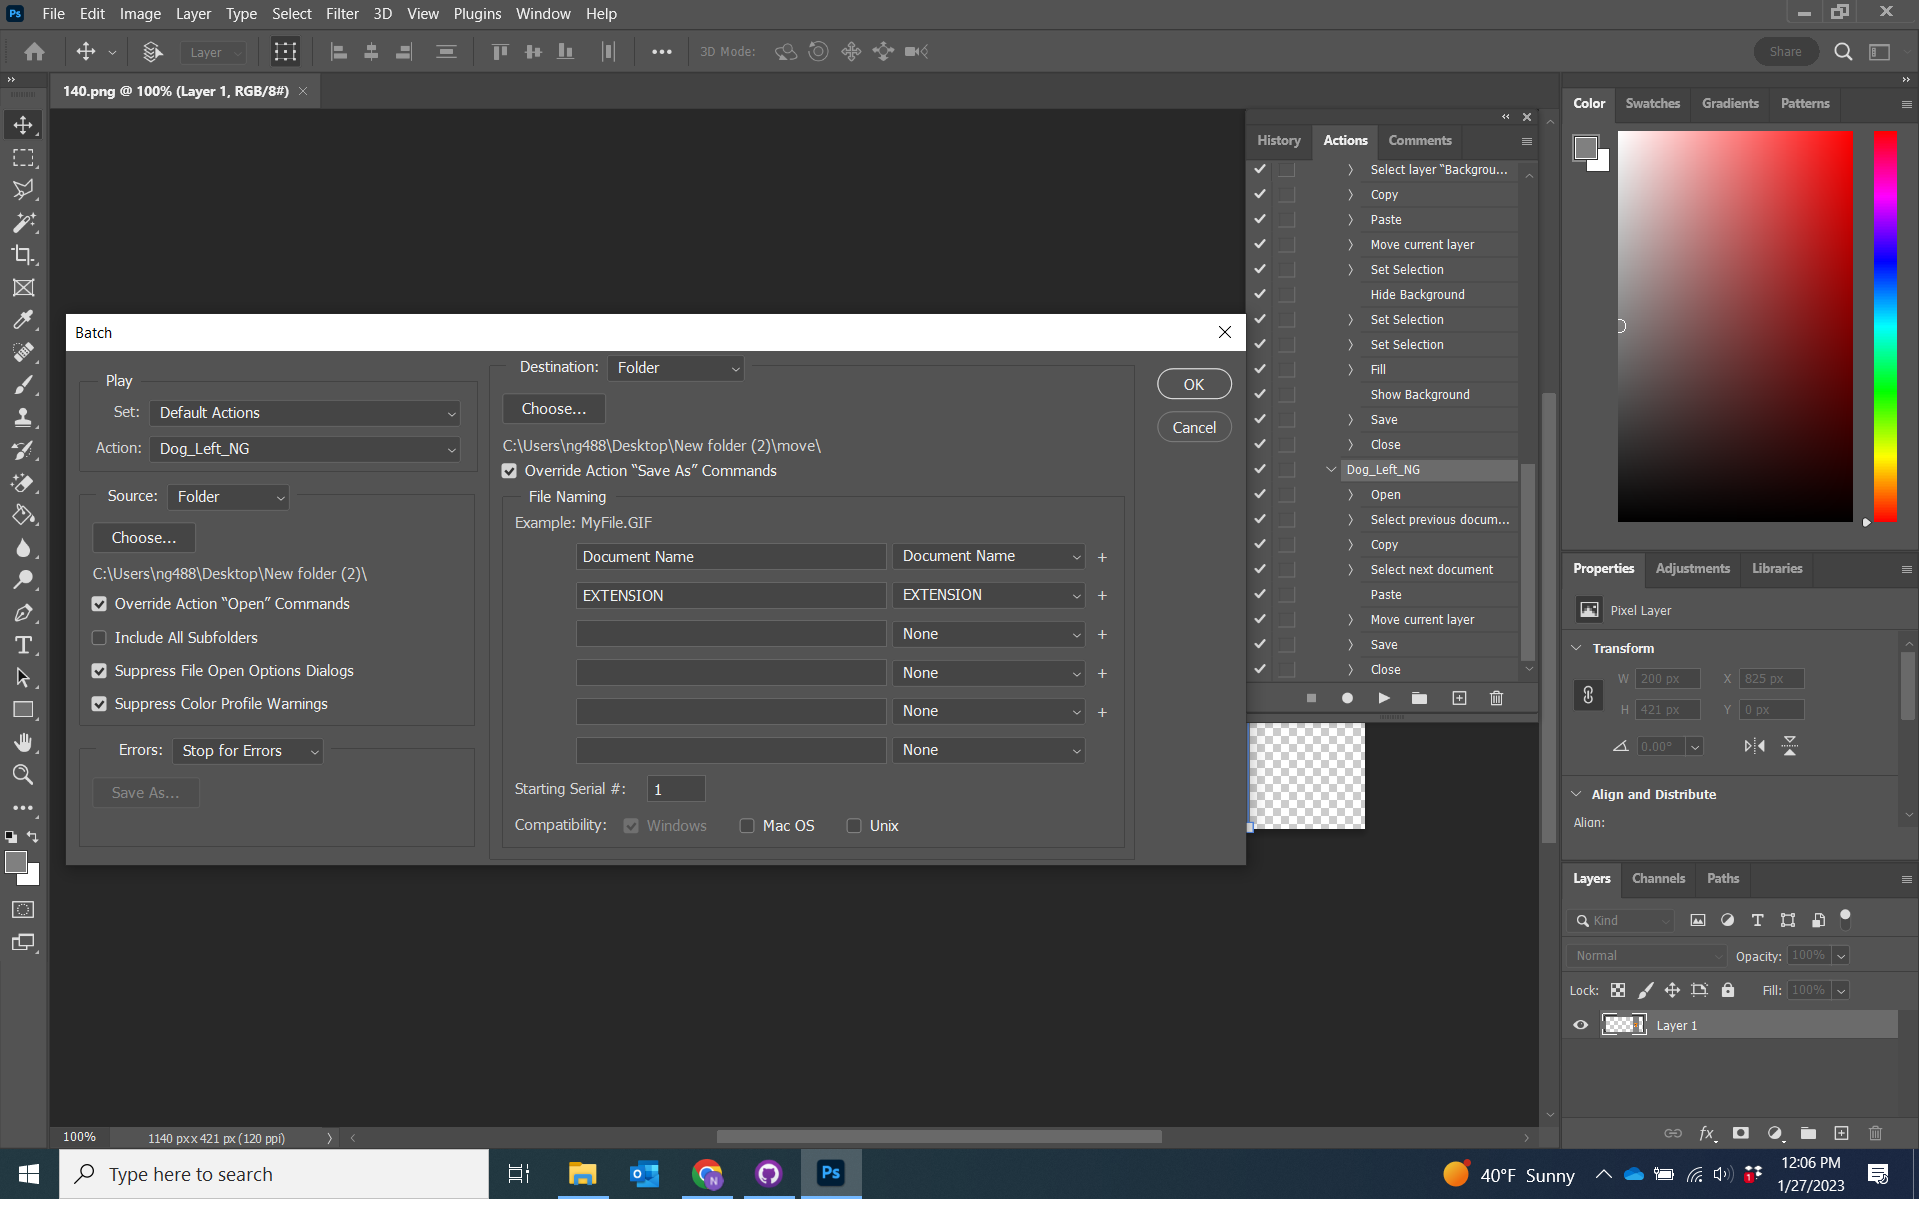 Ps File Edit Image Layer Type Select Filter 3D View Plugins Window Help
Layer 3D Mode: Share
140.png @ 100% (Layer 1, RGB/8#)
History Actions Comments
Select layer “Backgrou...
Copy
Paste
Move current layer
Set Selection
Hide Background
Set Selection
Set Selection
Fill
Show Background
Save
Close
Dog_Left_NG
Open
Select previous docum...
Copy
Select next document
Paste
Move current layer
Save
Close
Batch
Play
Set: Default Actions
Action: Dog_Left_NG
Source: Folder
Choose...
C:\Users\ng488\Desktop\New folder (2)\
Override Action “Open” Commands
Include All Subfolders
Suppress File Open Options Dialogs
Suppress Color Profile Warnings
Errors: Stop for Errors
Save As...
Destination: Folder
Choose...
C:\Users\ng488\Desktop\New folder (2)\move\
Override Action “Save As” Commands
File Naming
Example: MyFile.GIF
Document Name Document Name +
EXTENSION EXTENSION +
None +
None +
None +
None
Starting Serial #: 1
Compatibility: Windows Mac OS Unix
OK
Cancel
Color Swatches Gradients Patterns
Properties Adjustments Libraries
Pixel Layer
Transform
W 200 px X 825 px
H 421 px Y 0 px
0.00°
Align and Distribute
Align:
Layers Channels Paths
Kind
Normal Opacity: 100%
Lock: Fill: 100%
Layer 1
fx
100% 1140 px x 421 px (120 ppi)
Type here to search
N
Ps
40°F Sunny
1
12:06 PM
1/27/2023